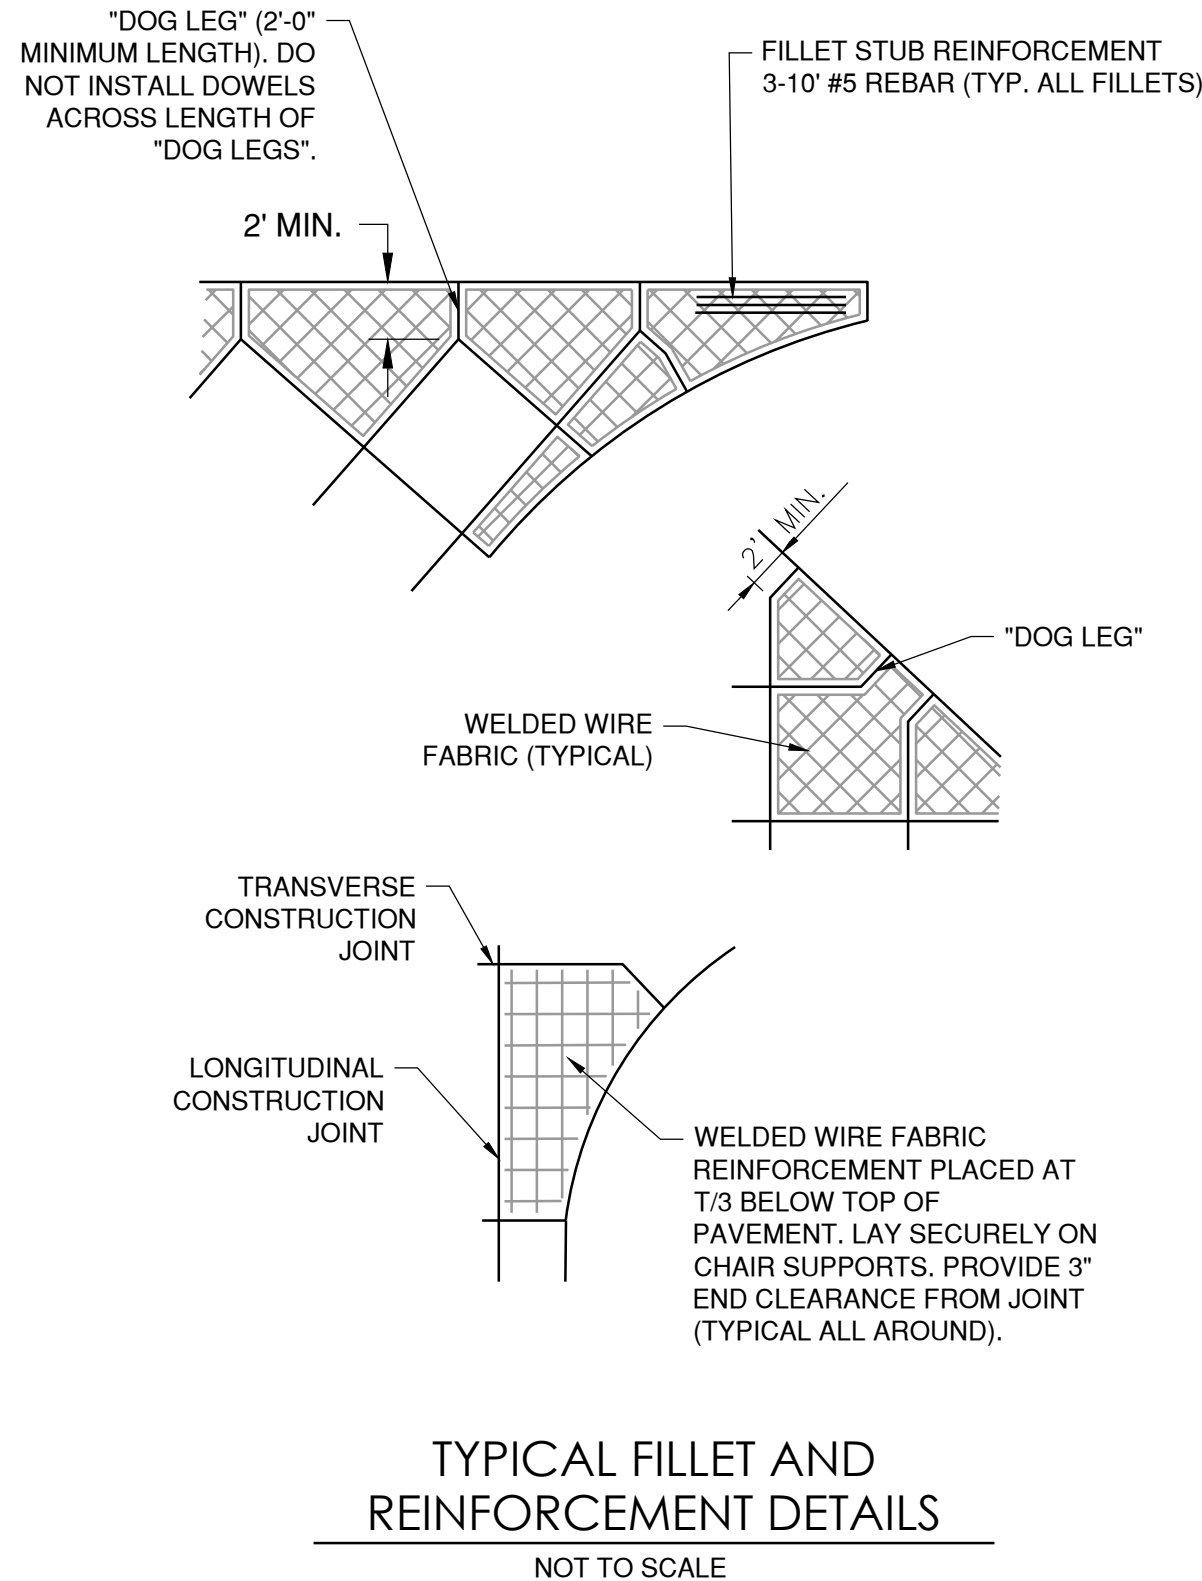 "DOG LEG" (2'-0"
MINIMUM LENGTH). DO
NOT INSTALL DOWELS
ACROSS LENGTH OF
"DOG LEGS".
FILLET STUB REINFORCEMENT
3-10' #5 REBAR (TYP. ALL FILLETS)
2' MIN.
2' MIN.
"DOG LEG"
WELDED WIRE
FABRIC (TYPICAL)
TRANSVERSE
CONSTRUCTION
JOINT
LONGITUDINAL
CONSTRUCTION
JOINT
WELDED WIRE FABRIC
REINFORCEMENT PLACED AT
T/3 BELOW TOP OF
PAVEMENT. LAY SECURELY ON
CHAIR SUPPORTS. PROVIDE 3"
END CLEARANCE FROM JOINT
(TYPICAL ALL AROUND).
TYPICAL FILLET AND
REINFORCEMENT DETAILS
NOT TO SCALE